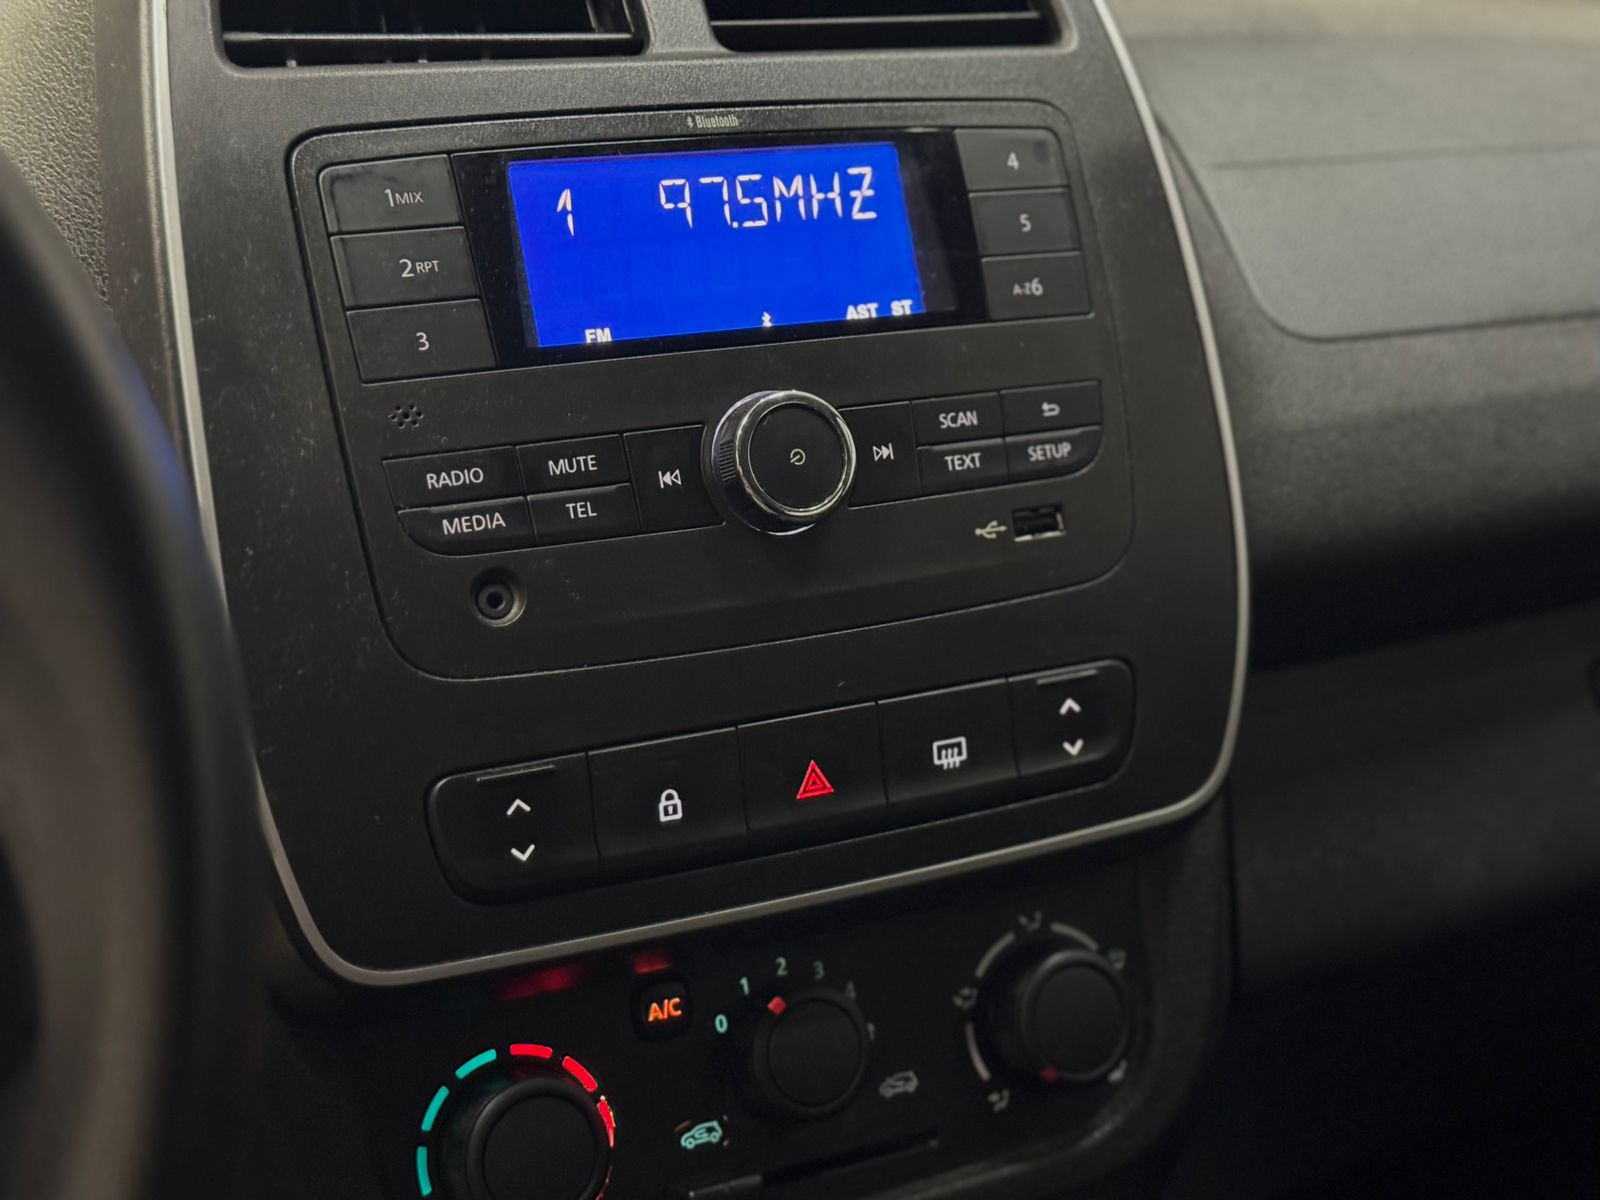 Bluetooth
1MIX
1 97.5MHZ
4
2RPT
5
3
A-Z6
FM AST ST
RADIO
MUTE
SCAN
MEDIA
TEL
TEXT
SETUP
A/C
0 1 2 3 4